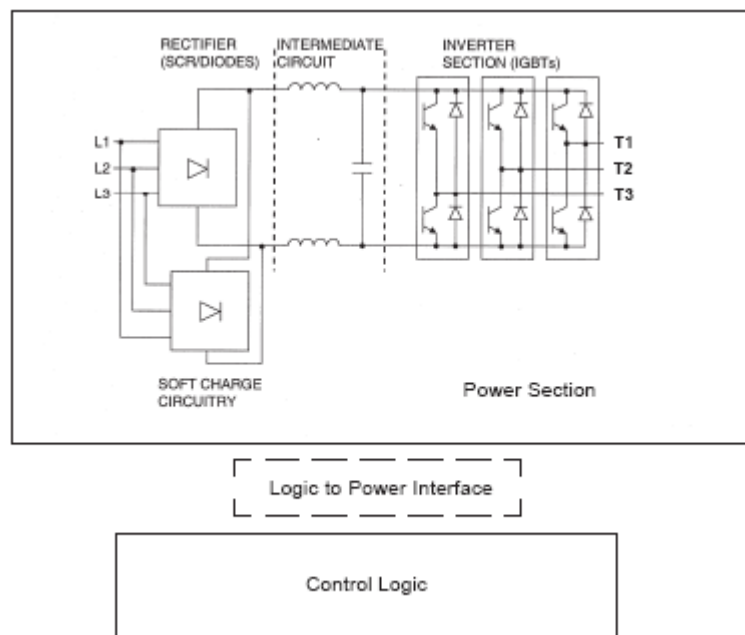 RECTIFIER
(SCR/DIODES)
INTERMEDIATE
CIRCUIT
INVERTER
SECTION (IGBTs)
L1
L2
L3
T1
T2
T3
SOFT CHARGE
CIRCUITRY
Power Section
Logic to Power Interface
Control Logic